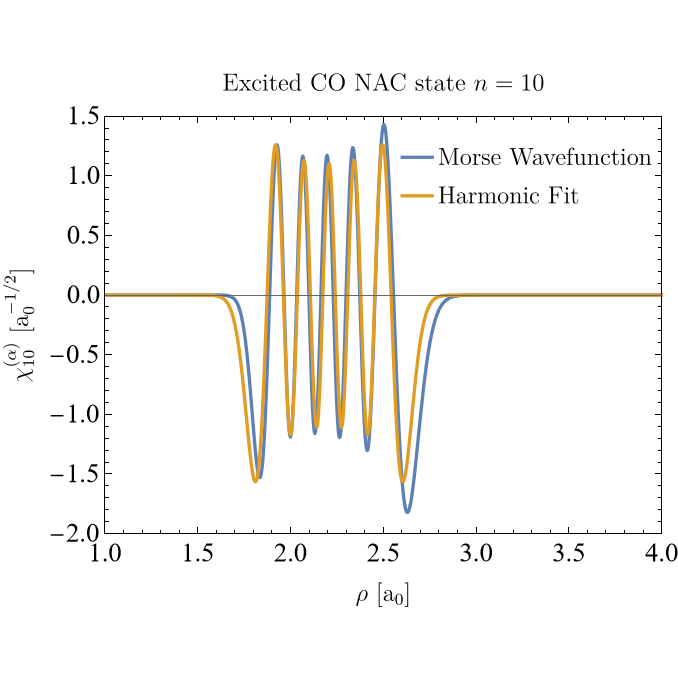 Excited CO NAC state n = 10
1.5
1.0
0.5
0.0
−0.5
−1.0
−1.5
−2.0
χ₁₀⁽ᵅ⁾ [a₀⁻¹ᐟ²]
Morse Wavefunction
Harmonic Fit
1.0 1.5 2.0 2.5 3.0 3.5 4.0
ρ [a₀]